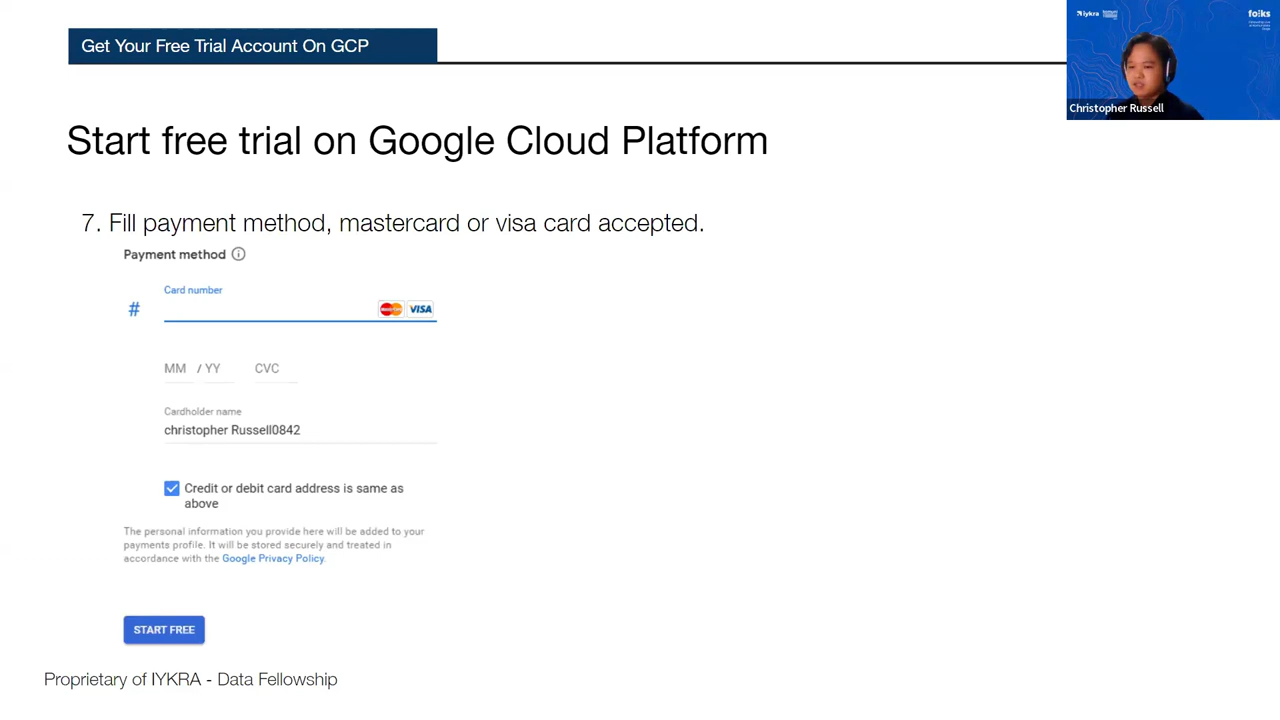 Get Your Free Trial Account On GCP
iykra
folks
Christopher Russell
Start free trial on Google Cloud Platform
7. Fill payment method, mastercard or visa card accepted.
Payment method
Card number
#
VISA
MM / YY CVC
Cardholder name
christopher Russell0842
Credit or debit card address is same as
above
The personal information you provide here will be added to your
payments profile. It will be stored securely and treated in
accordance with the Google Privacy Policy.
START FREE
Proprietary of IYKRA - Data Fellowship